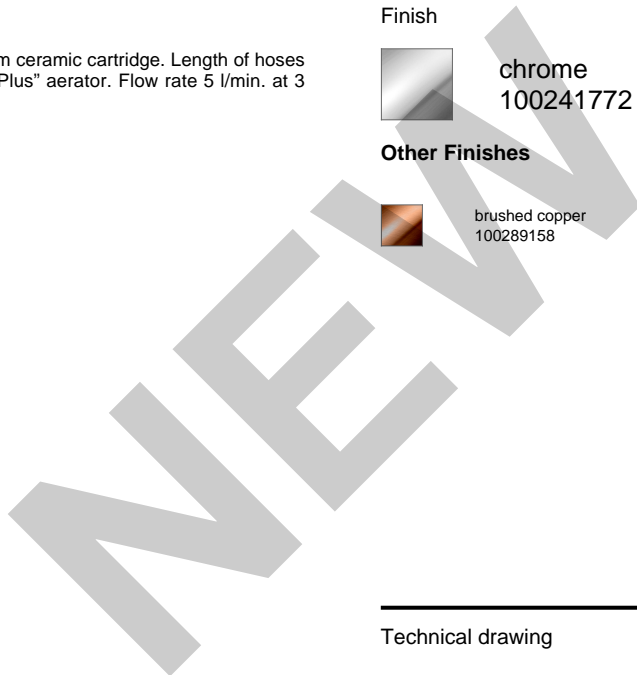 Finish
m ceramic cartridge. Length of hoses
Plus” aerator. Flow rate 5 l/min. at 3
chrome
100241772
Other Finishes
brushed copper
100289158
NEW
Technical drawing